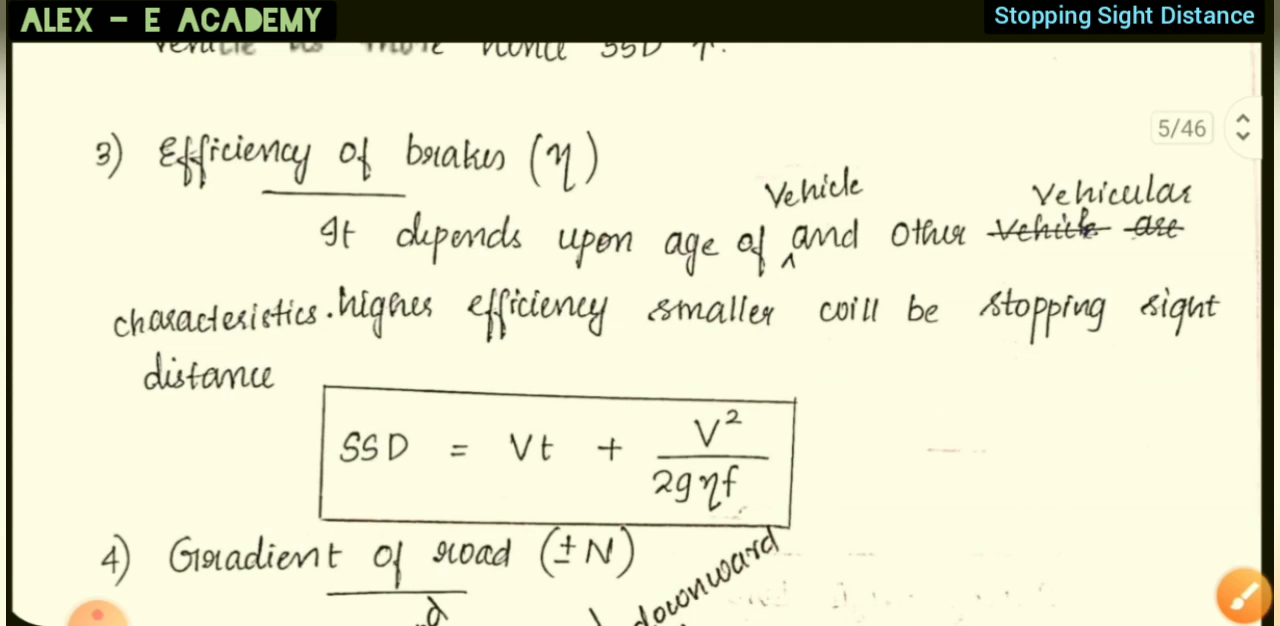 ALEX – E ACADEMY
Stopping Sight Distance
hence SSD ↑.
5/46
3) Efficiency of brakes (η)
Vehicle Vehicular
It depends upon age of ^ and other vehicle are
characteristics. higher efficiency smaller will be stopping sight
distance
SSD = Vt + V²/2gηf
4) Gradient of road (± N)
downward